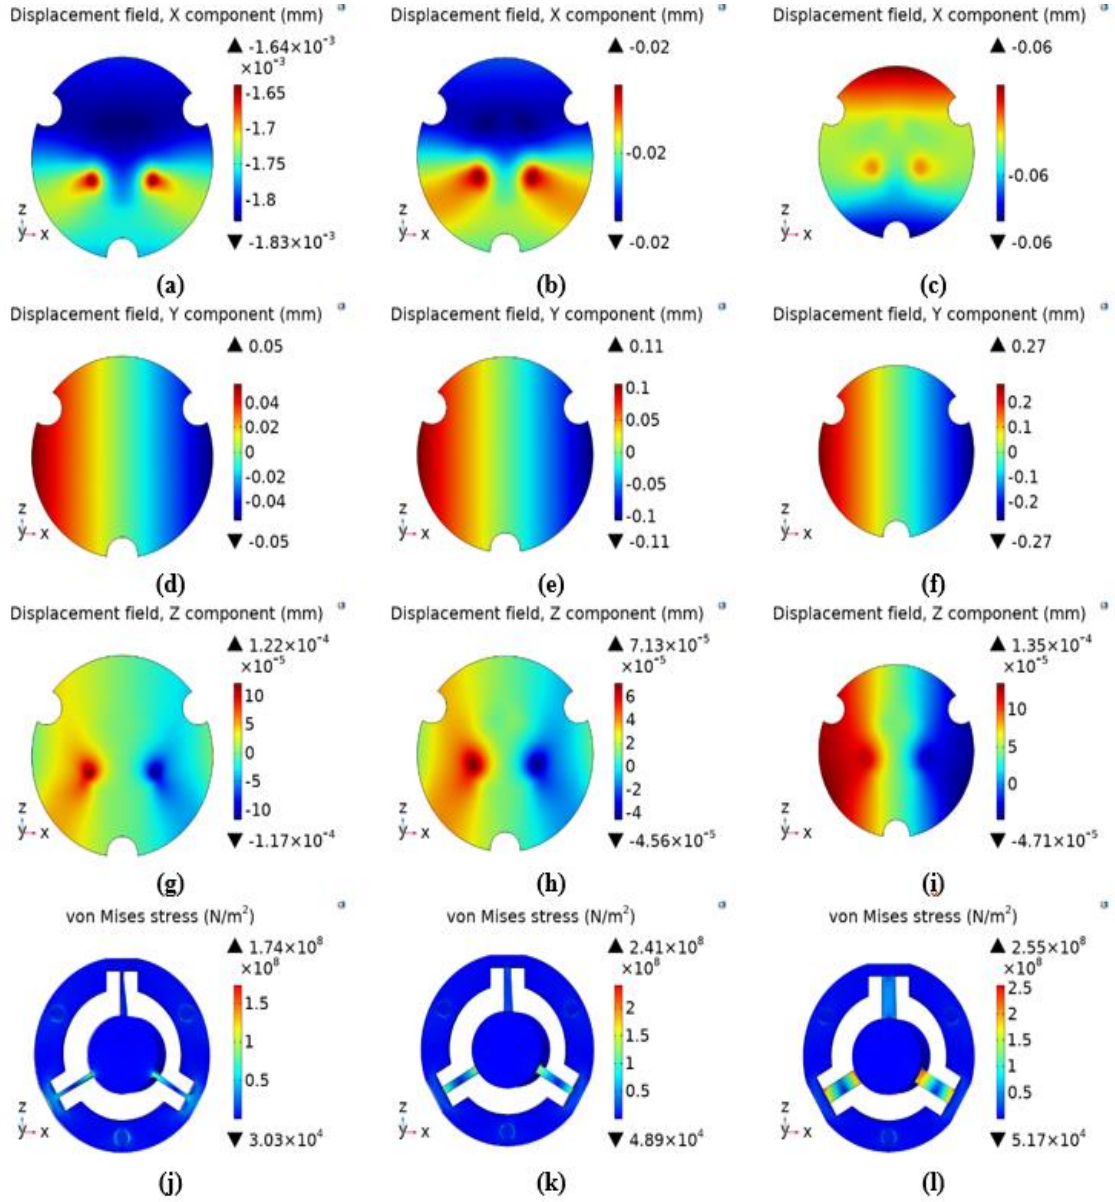 Displacement field, X component (mm)
▲ -1.64×10⁻³
×10⁻³
-1.65
-1.7
-1.75
-1.8
▼ -1.83×10⁻³
z
y x
(a)
Displacement field, X component (mm)
▲ -0.02
-0.02
▼ -0.02
z
y x
(b)
Displacement field, X component (mm)
▲ -0.06
-0.06
▼ -0.06
z
y x
(c)
Displacement field, Y component (mm)
▲ 0.05
0.04
0.02
0
-0.02
-0.04
▼ -0.05
z
y x
(d)
Displacement field, Y component (mm)
▲ 0.11
0.1
0.05
0
-0.05
-0.1
▼ -0.11
z
y x
(e)
Displacement field, Y component (mm)
▲ 0.27
0.2
0.1
0
-0.1
-0.2
▼ -0.27
z
y x
(f)
Displacement field, Z component (mm)
▲ 1.22×10⁻⁴
×10⁻⁵
10
5
0
-5
-10
▼ -1.17×10⁻⁴
z
y x
(g)
Displacement field, Z component (mm)
▲ 7.13×10⁻⁵
×10⁻⁵
6
4
2
0
-2
-4
▼ -4.56×10⁻⁵
z
y x
(h)
Displacement field, Z component (mm)
▲ 1.35×10⁻⁴
×10⁻⁵
10
5
0
▼ -4.71×10⁻⁵
z
y x
(i)
von Mises stress (N/m²)
▲ 1.74×10⁸
×10⁸
1.5
1
0.5
▼ 3.03×10⁴
z
y x
(j)
von Mises stress (N/m²)
▲ 2.41×10⁸
×10⁸
2
1.5
1
0.5
▼ 4.89×10⁴
z
y x
(k)
von Mises stress (N/m²)
▲ 2.55×10⁸
×10⁸
2.5
2
1.5
1
0.5
▼ 5.17×10⁴
z
y x
(l)